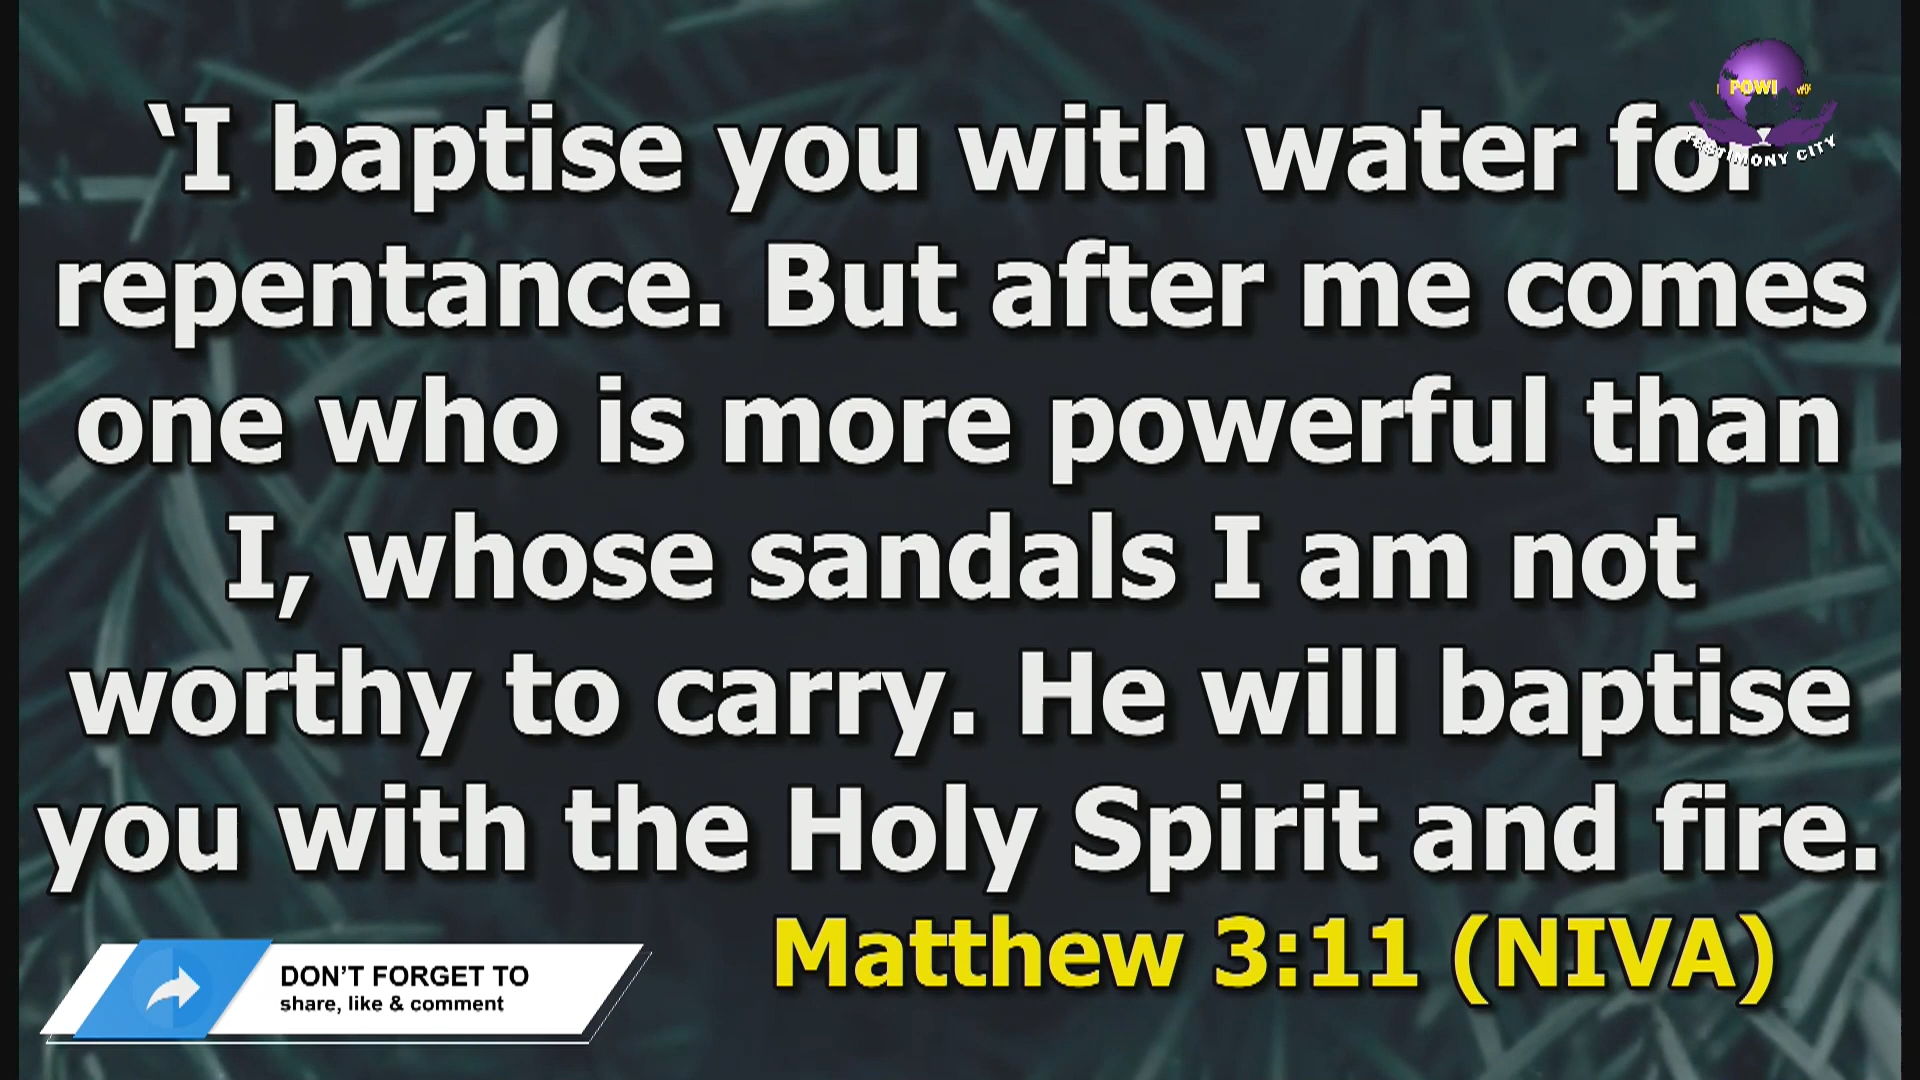 ‘I baptise you with water for
repentance. But after me comes
one who is more powerful than
I, whose sandals I am not
worthy to carry. He will baptise
you with the Holy Spirit and fire.
Matthew 3:11 (NIVA)
POWI
TESTIMONY CITY
DON’T FORGET TO
share, like & comment